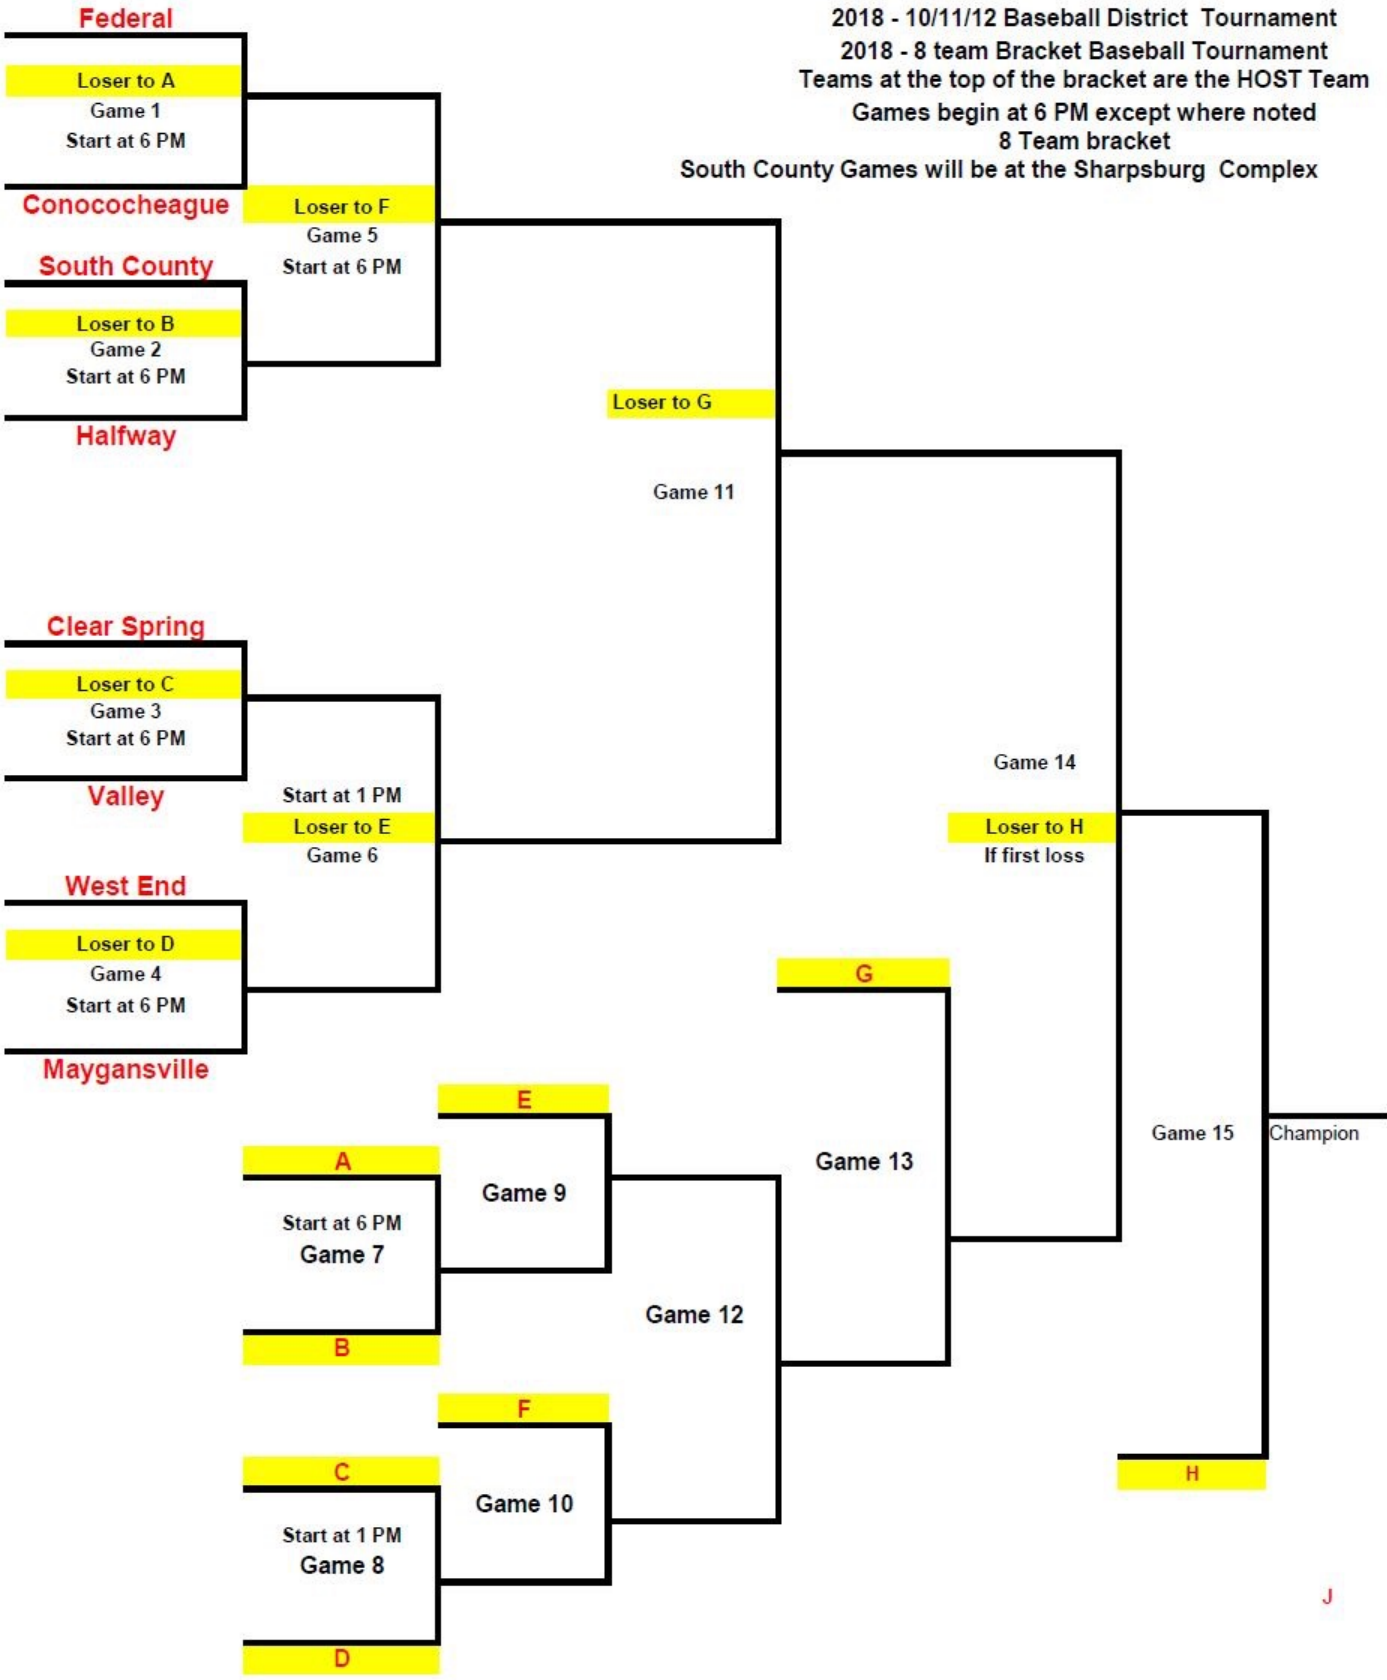 Federal
2018 - 10/11/12 Baseball District Tournament
2018 - 8 team Bracket Baseball Tournament
Teams at the top of the bracket are the HOST Team
Games begin at 6 PM except where noted
8 Team bracket
South County Games will be at the Sharpsburg Complex
Loser to A
Game 1
Start at 6 PM
Conococheague
Loser to F
Game 5
Start at 6 PM
South County
Loser to B
Game 2
Start at 6 PM
Halfway
Loser to G
Game 11
Clear Spring
Loser to C
Game 3
Start at 6 PM
Valley
Start at 1 PM
Loser to E
Game 6
Game 14
Loser to H
If first loss
West End
Loser to D
Game 4
Start at 6 PM
Maygansville
G
E
A
Game 9
Game 13
Game 15
Champion
Start at 6 PM
Game 7
B
Game 12
F
C
Game 10
H
Start at 1 PM
Game 8
D
J